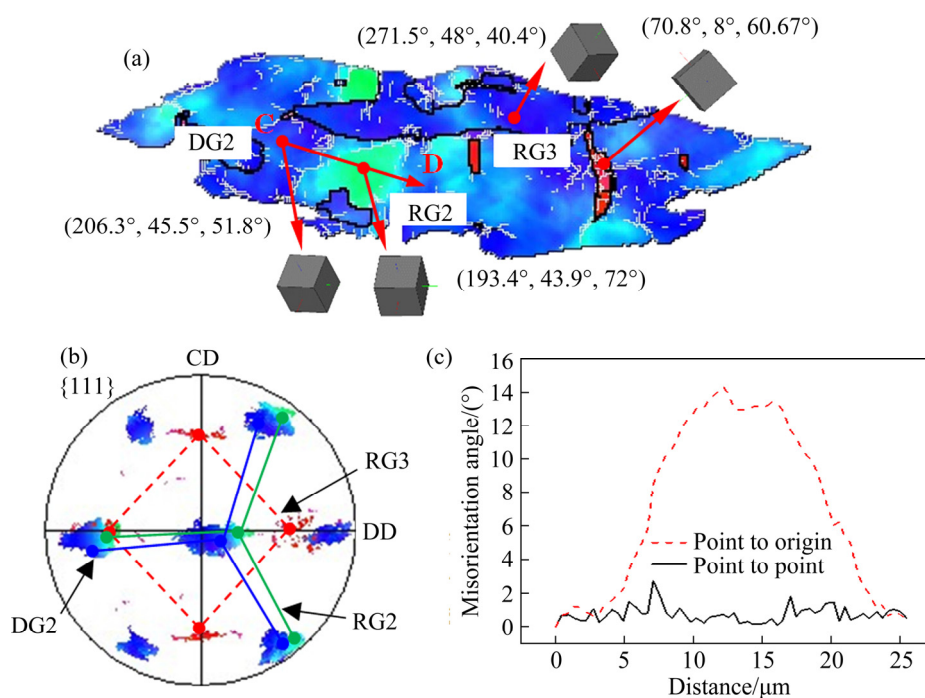 (a)
(271.5°, 48°, 40.4°)
(70.8°, 8°, 60.67°)
DG2
C
D
RG3
RG2
(206.3°, 45.5°, 51.8°)
(193.4°, 43.9°, 72°)
(b)
{111}
CD
RG3
DD
DG2
RG2
(c)
Misorientation angle/(°)
16
14
12
10
8
6
4
2
0
Point to origin
Point to point
0 5 10 15 20 25
Distance/μm